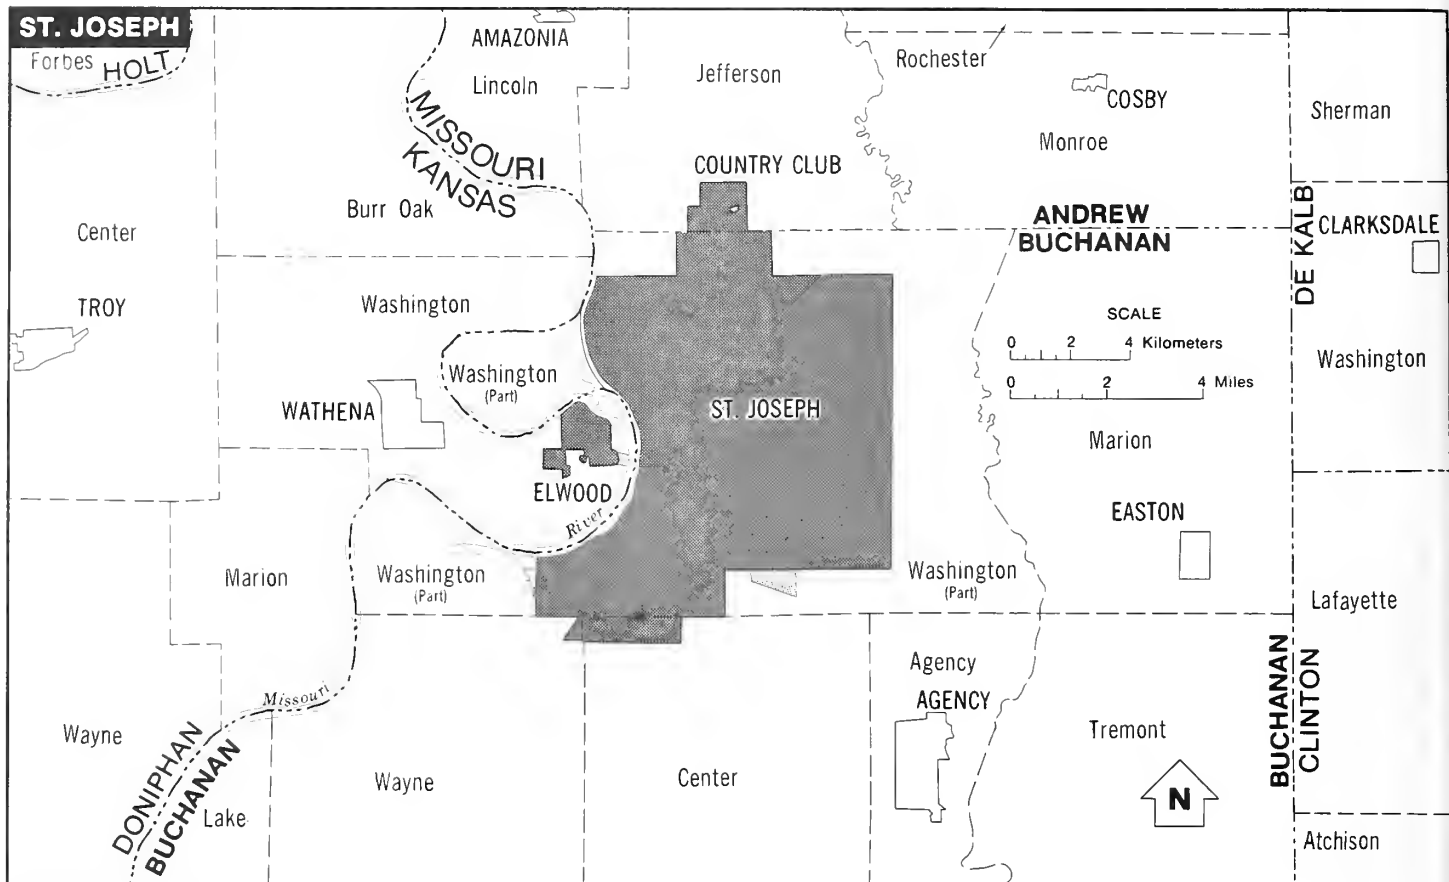 ST. JOSEPH
Forbes
HOLT
AMAZONIA
Lincoln
Jefferson
Rochester
COSBY
Monroe
Sherman
MISSOURI
KANSAS
COUNTRY CLUB
Burr Oak
Center
ANDREW
BUCHANAN
DE KALB
CLARKSDALE
TROY
Washington
SCALE
0 2 4 Kilometers
0 2 4 Miles
Washington
Washington
(Part)
WATHENA
ST. JOSEPH
Marion
ELWOOD
River
EASTON
Marion
Washington
(Part)
Washington
(Part)
Lafayette
Agency
AGENCY
Missouri
Wayne
DONIPHAN
BUCHANAN
Lake
Wayne
Center
Tremont
N
BUCHANAN
CLINTON
Atchison